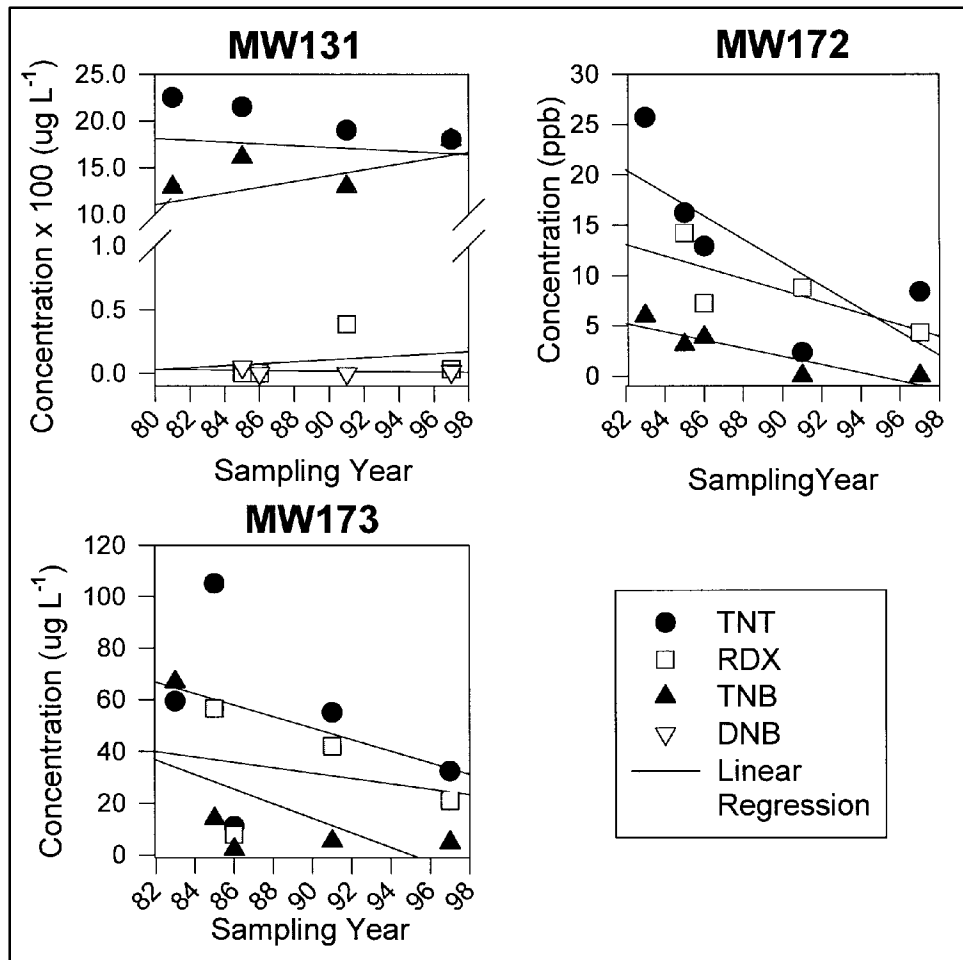 MW131
Concentration x 100 (ug L-1)
25.0
20.0
15.0
10.0
1.0
0.5
0.0
80 82 84 86 88 90 92 94 96 98
Sampling Year
MW172
Concentration (ppb)
30
25
20
15
10
5
0
82 84 86 88 90 92 94 96 98
SamplingYear
MW173
Concentration (ug L-1)
120
100
80
60
40
20
0
82 84 86 88 90 92 94 96 98
Sampling Year
TNT
RDX
TNB
DNB
Linear
Regression